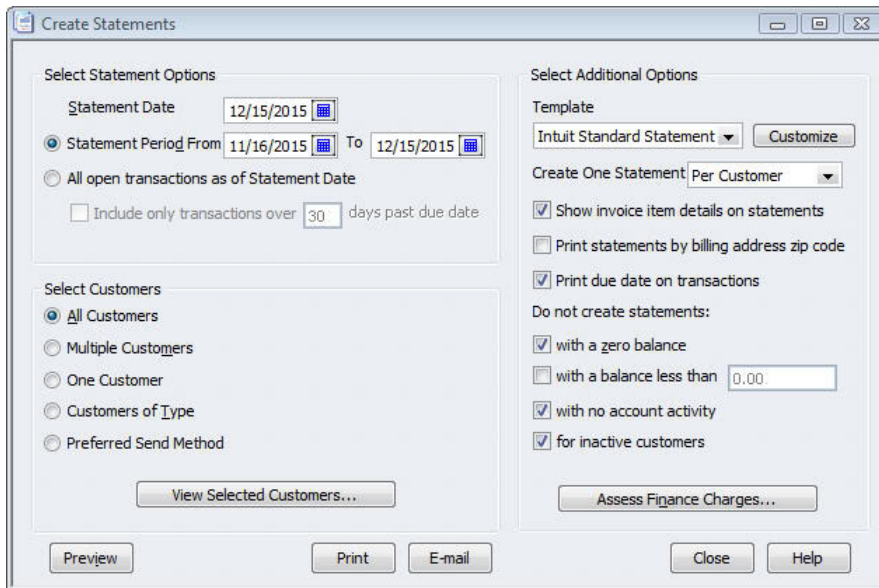 Create Statements
Select Statement Options
Statement Date 12/15/2015
Statement Period From 11/16/2015 To 12/15/2015
All open transactions as of Statement Date
Include only transactions over 30 days past due date
Select Customers
All Customers
Multiple Customers
One Customer
Customers of Type
Preferred Send Method
View Selected Customers...
Select Additional Options
Template
Intuit Standard Statement Customize
Create One Statement Per Customer
Show invoice item details on statements
Print statements by billing address zip code
Print due date on transactions
Do not create statements:
with a zero balance
with a balance less than 0.00
with no account activity
for inactive customers
Assess Finance Charges...
Preview Print E-mail Close Help